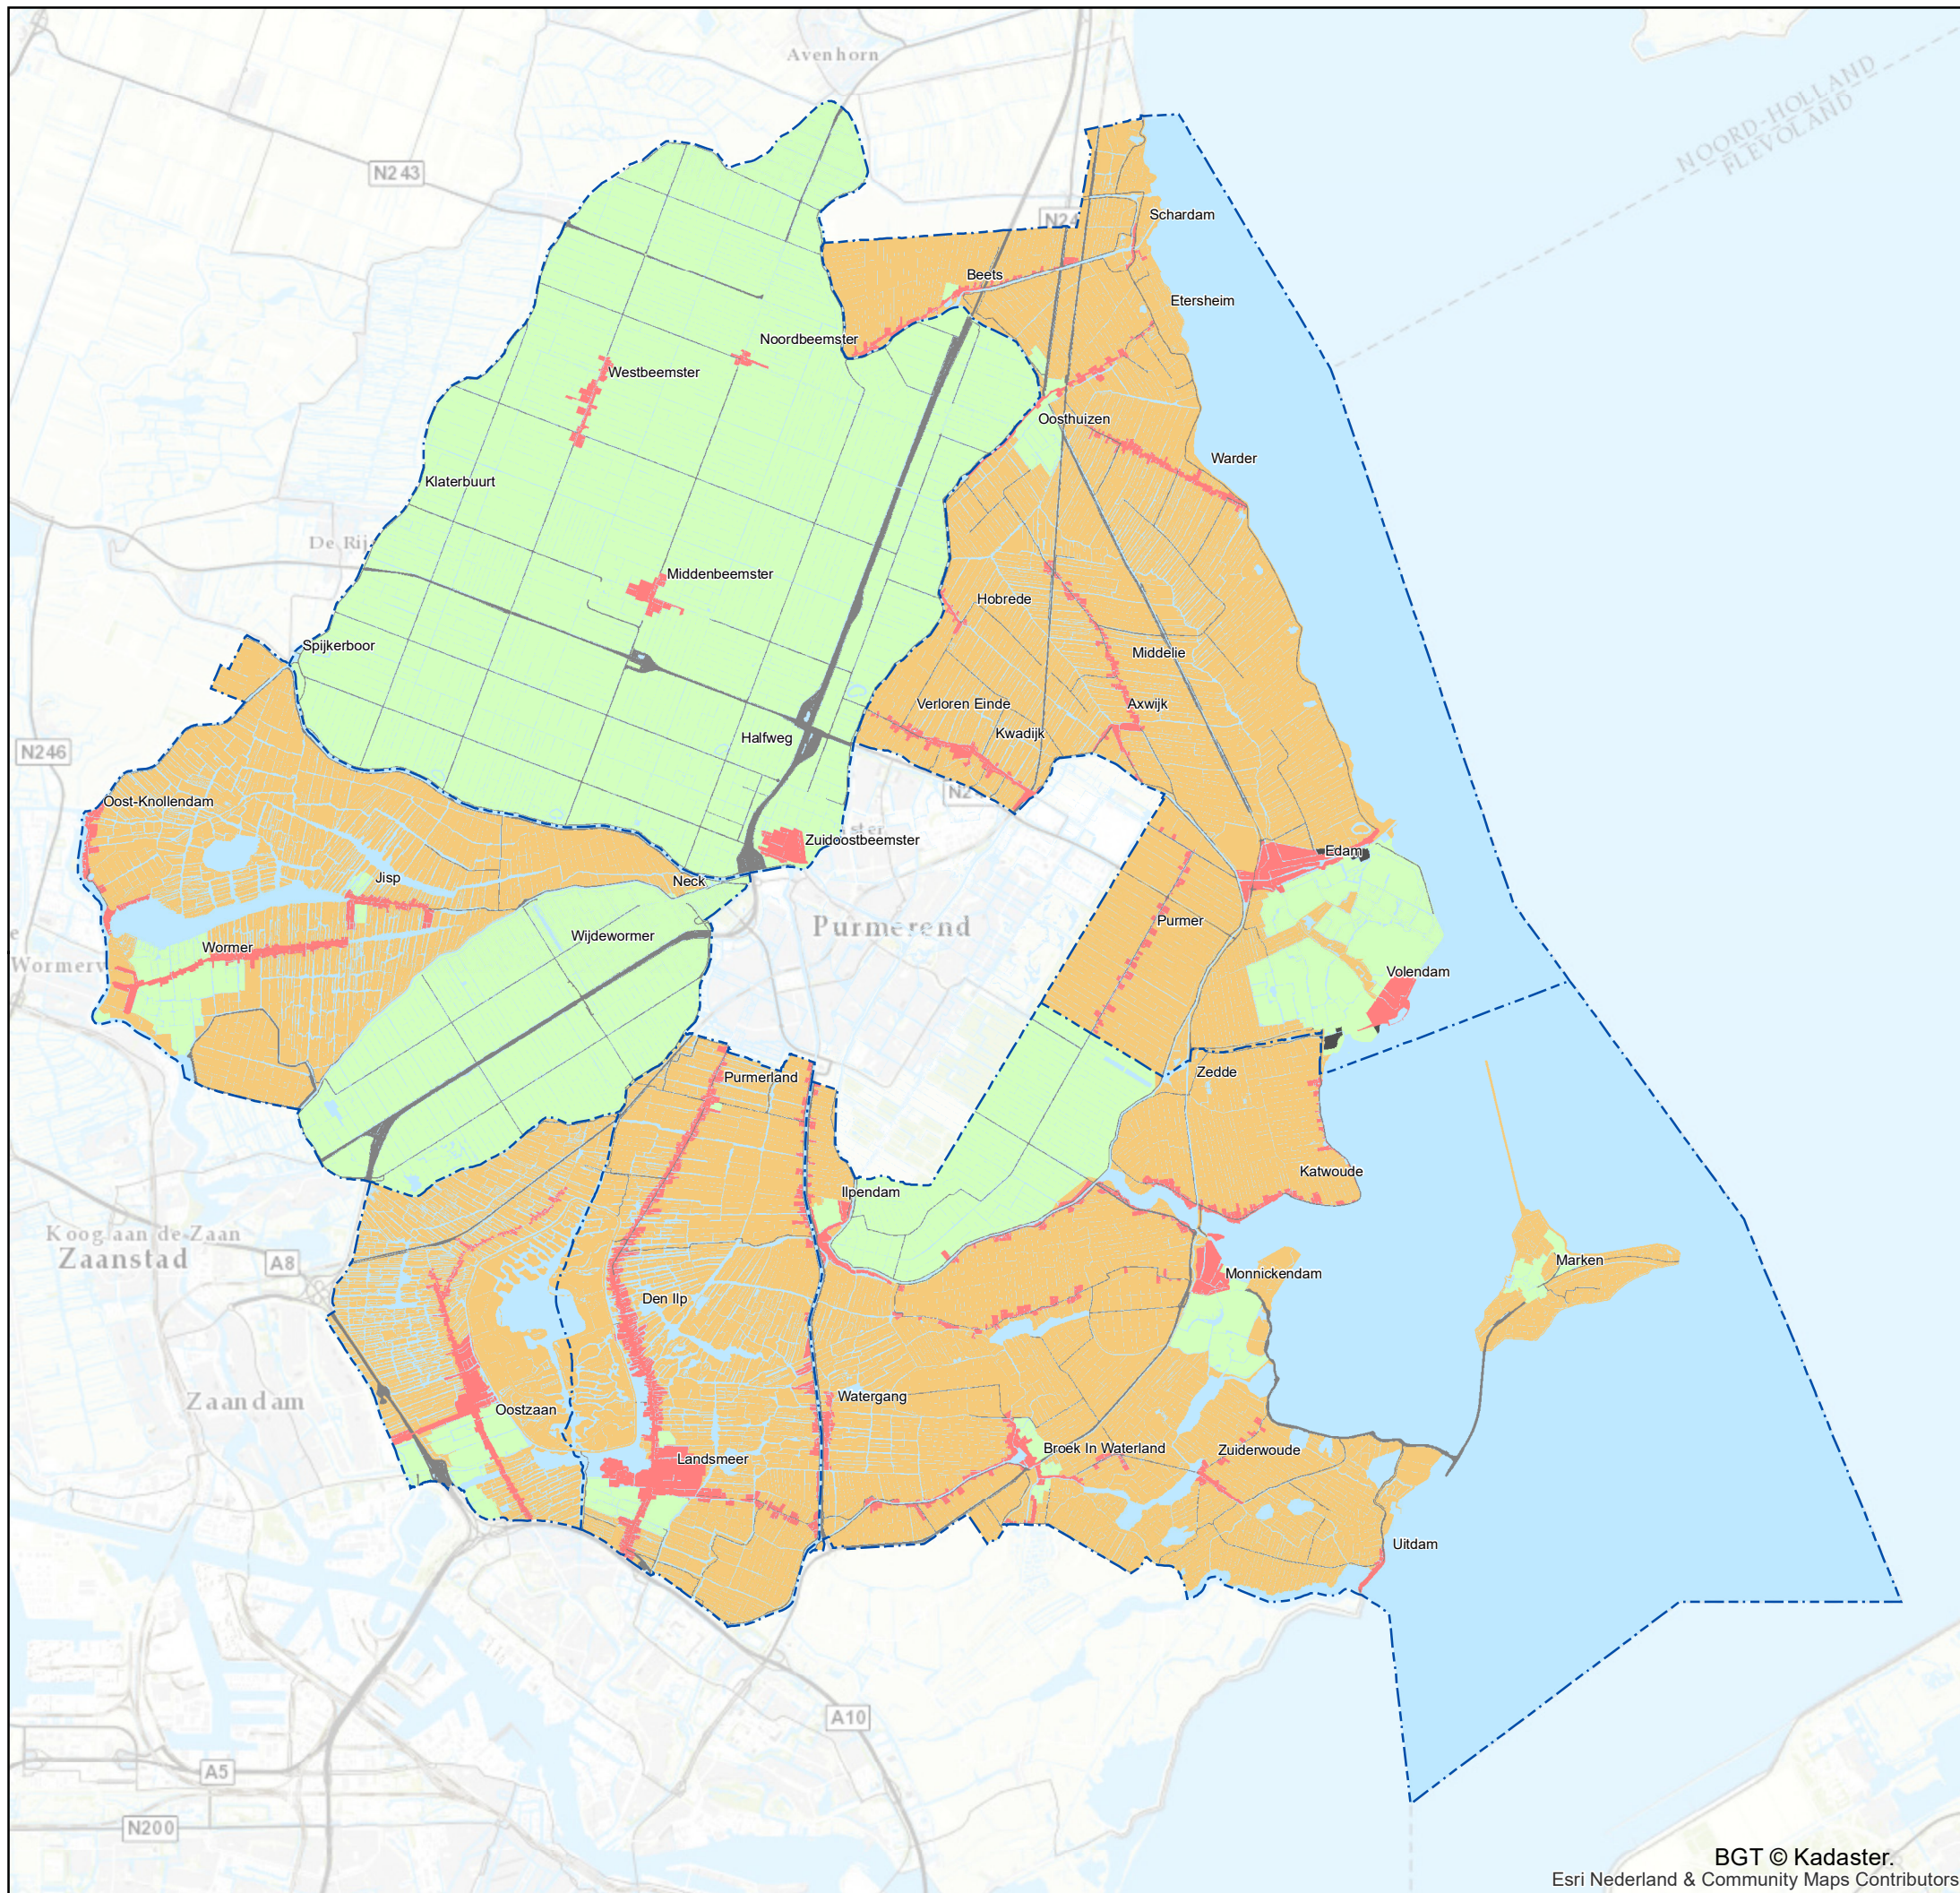 Avenhorn
NOORD-HOLLAND
FLEVOLAND
N243
Schardam
Beets
Etersheim
Noordbeemster
Westbeemster
Oosthuizen
Warder
Klaterbuurt
De Rij
Middenbeemster
Hobrede
Spijkerboor
Middelie
Verloren Einde
Axwijk
Kwadijk
Halfweg
N246
Oost-Knollendam
Zuidoostbeemster
Edam
Jisp
Neck
Purmerend
Purmer
Wijdewormer
Wormer
Wormerv
Volendam
Zedde
Purmerland
Katwoude
Ilpendam
Koog aan de Zaan
Zaanstad
A8
Marken
Monnickendam
Den Ilp
Zaandam
Watergang
Oostzaan
Broek In Waterland
Zuiderwoude
Landsmeer
Uitdam
A10
A5
N200
BGT © Kadaster.
Esri Nederland & Community Maps Contributors